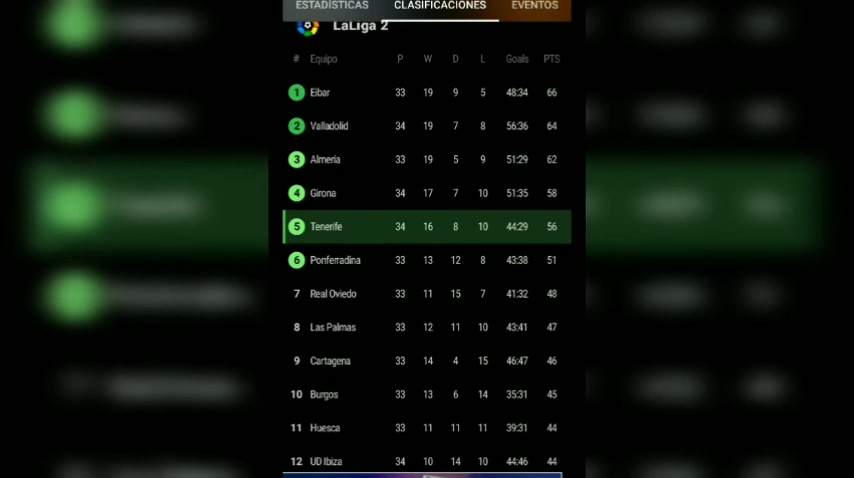 ESTADÍSTICAS CLASIFICACIONES EVENTOS
LaLiga 2
# Equipo P W D L Goals PTS
1 Eibar 33 19 9 5 48:34 66
2 Valladolid 34 19 7 8 56:36 64
3 Almería 33 19 5 9 51:29 62
4 Girona 34 17 7 10 51:35 58
5 Tenerife 34 16 8 10 44:29 56
6 Ponferradina 33 13 12 8 43:38 51
7 Real Oviedo 33 11 15 7 41:32 48
8 Las Palmas 33 12 11 10 43:41 47
9 Cartagena 33 14 4 15 46:47 46
10 Burgos 33 13 6 14 35:31 45
11 Huesca 33 11 11 11 39:31 44
12 UD Ibiza 34 10 14 10 44:46 44